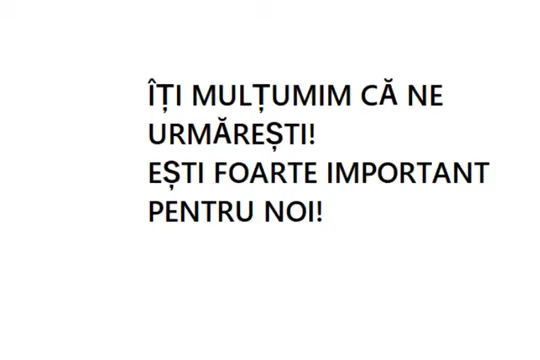 ÎȚI MULȚUMIM CĂ NE
URMĂREȘTI!
EȘTI FOARTE IMPORTANT
PENTRU NOI!